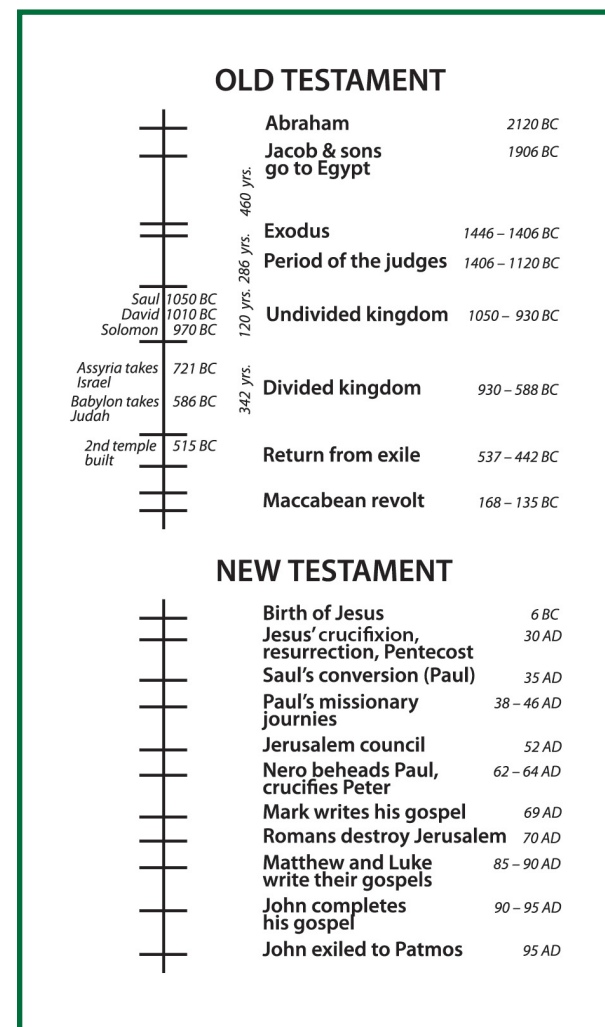 OLD TESTAMENT
Abraham 2120 BC
Jacob & sons 1906 BC
go to Egypt
460 yrs.
Exodus 1446 – 1406 BC
286 yrs.
Period of the judges 1406 – 1120 BC
Saul 1050 BC
David 1010 BC
Solomon 970 BC
120 yrs.
Undivided kingdom 1050 – 930 BC
Assyria takes 721 BC
Israel
Babylon takes 586 BC
Judah
342 yrs.
Divided kingdom 930 – 588 BC
2nd temple 515 BC
built
Return from exile 537 – 442 BC
Maccabean revolt 168 – 135 BC
NEW TESTAMENT
Birth of Jesus 6 BC
Jesus’ crucifixion, 30 AD
resurrection, Pentecost
Saul’s conversion (Paul) 35 AD
Paul’s missionary 38 – 46 AD
journies
Jerusalem council 52 AD
Nero beheads Paul, 62 – 64 AD
crucifies Peter
Mark writes his gospel 69 AD
Romans destroy Jerusalem 70 AD
Matthew and Luke 85 – 90 AD
write their gospels
John completes 90 – 95 AD
his gospel
John exiled to Patmos 95 AD